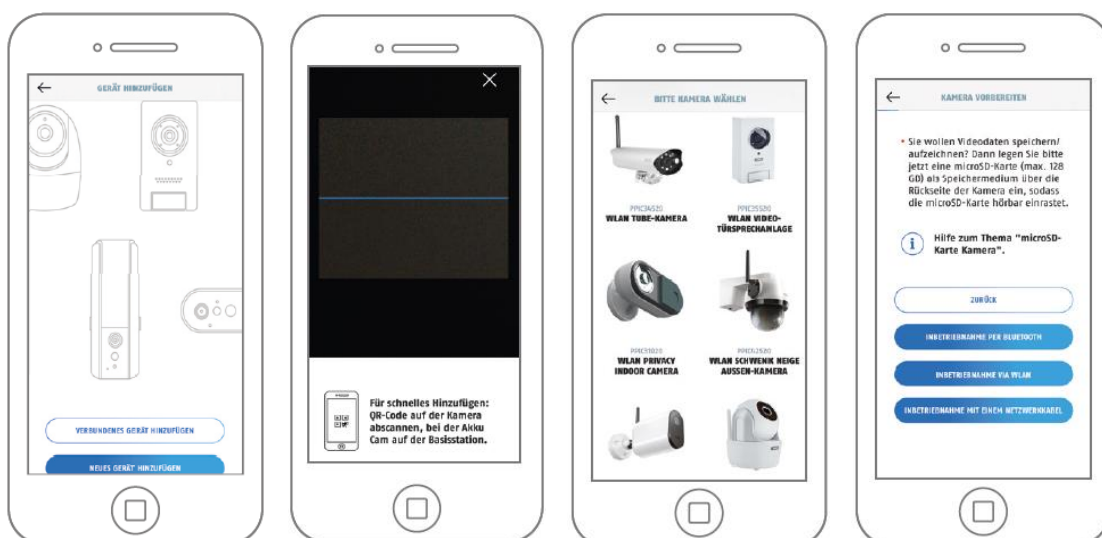 GERÄT HINZUFÜGEN
VERBUNDENES GERÄT HINZUFÜGEN
NEUES GERÄT HINZUFÜGEN
Für schnelles Hinzufügen:
QR-Code auf der Kamera
abscannen, bei der Akku
Cam auf der Basisstation.
BITTE KAMERA WÄHLEN
PPIC34520
WLAN TUBE-KAMERA
PPIC35520
WLAN VIDEO-
TÜRSPRECHANLAGE
PPIC31020
WLAN PRIVACY
INDOOR CAMERA
PPIC42520
WLAN SCHWENK NEIGE
AUSSEN-KAMERA
KAMERA VORBEREITEN
• Sie wollen Videodaten speichern/
aufzeichnen? Dann legen Sie bitte
jetzt eine microSD-Karte (max. 128
GD) als Speichermedium über die
Rückseite der Kamera ein, sodass
die microSD-Karte hörbar einrastet.
i
Hilfe zum Thema "microSD-
Karte Kamera".
ZURÜCK
INBETRIEBNAHME PER BLUETOOTH
INBETRIEBNAHME VIA WLAN
INBETRIEBNAHME MIT EINEM NETZWERKKABEL